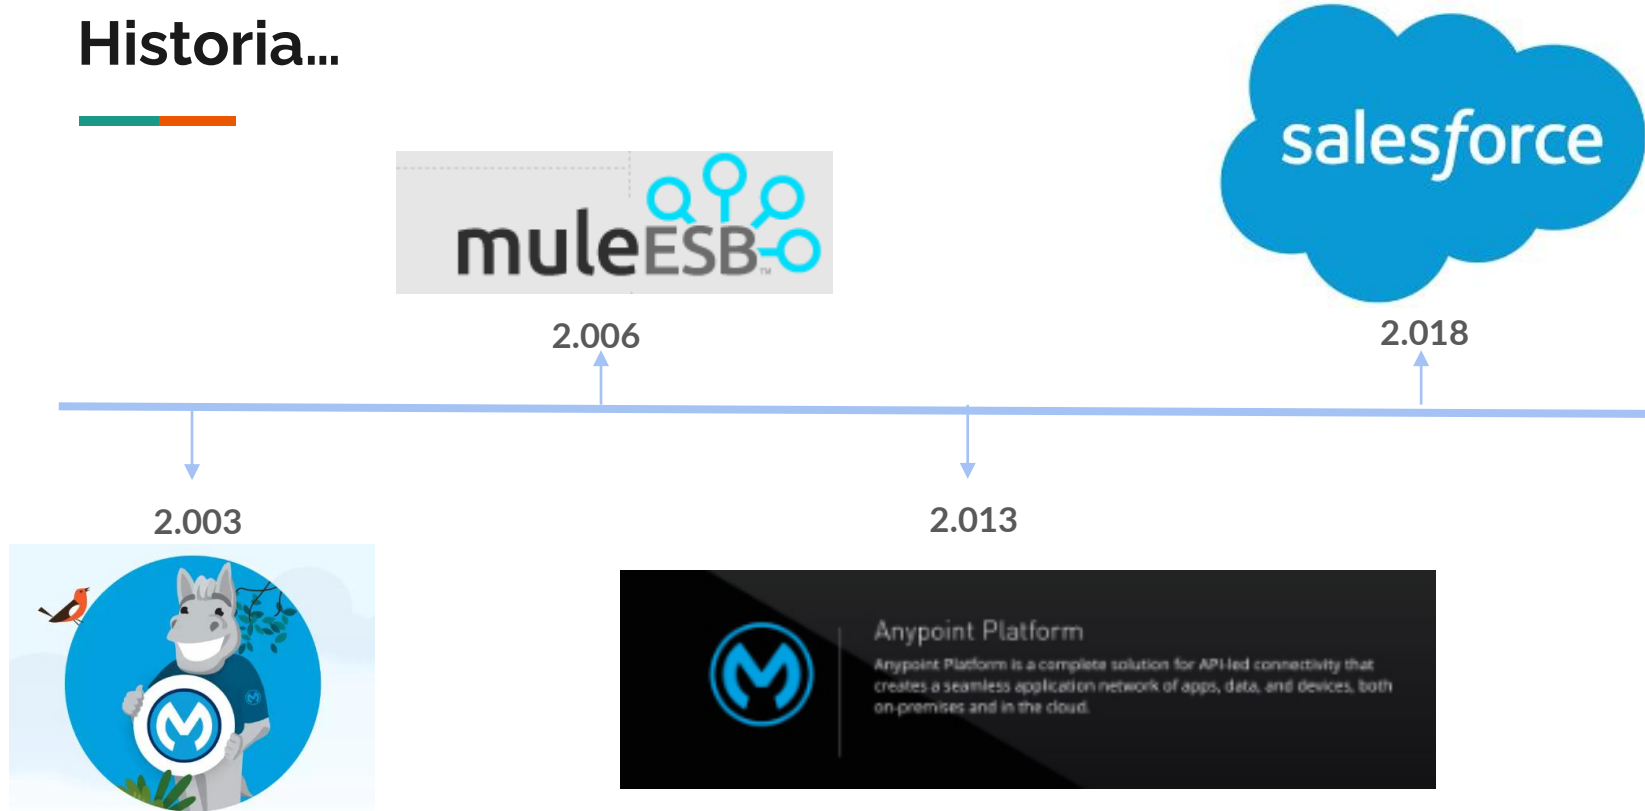 Historia...
salesforce
muleESB™
2.006
2.018
2.003
2.013
Anypoint Platform
Anypoint Platform is a complete solution for API-led connectivity that
creates a seamless application network of apps, data, and devices, both
on-premises and in the cloud.